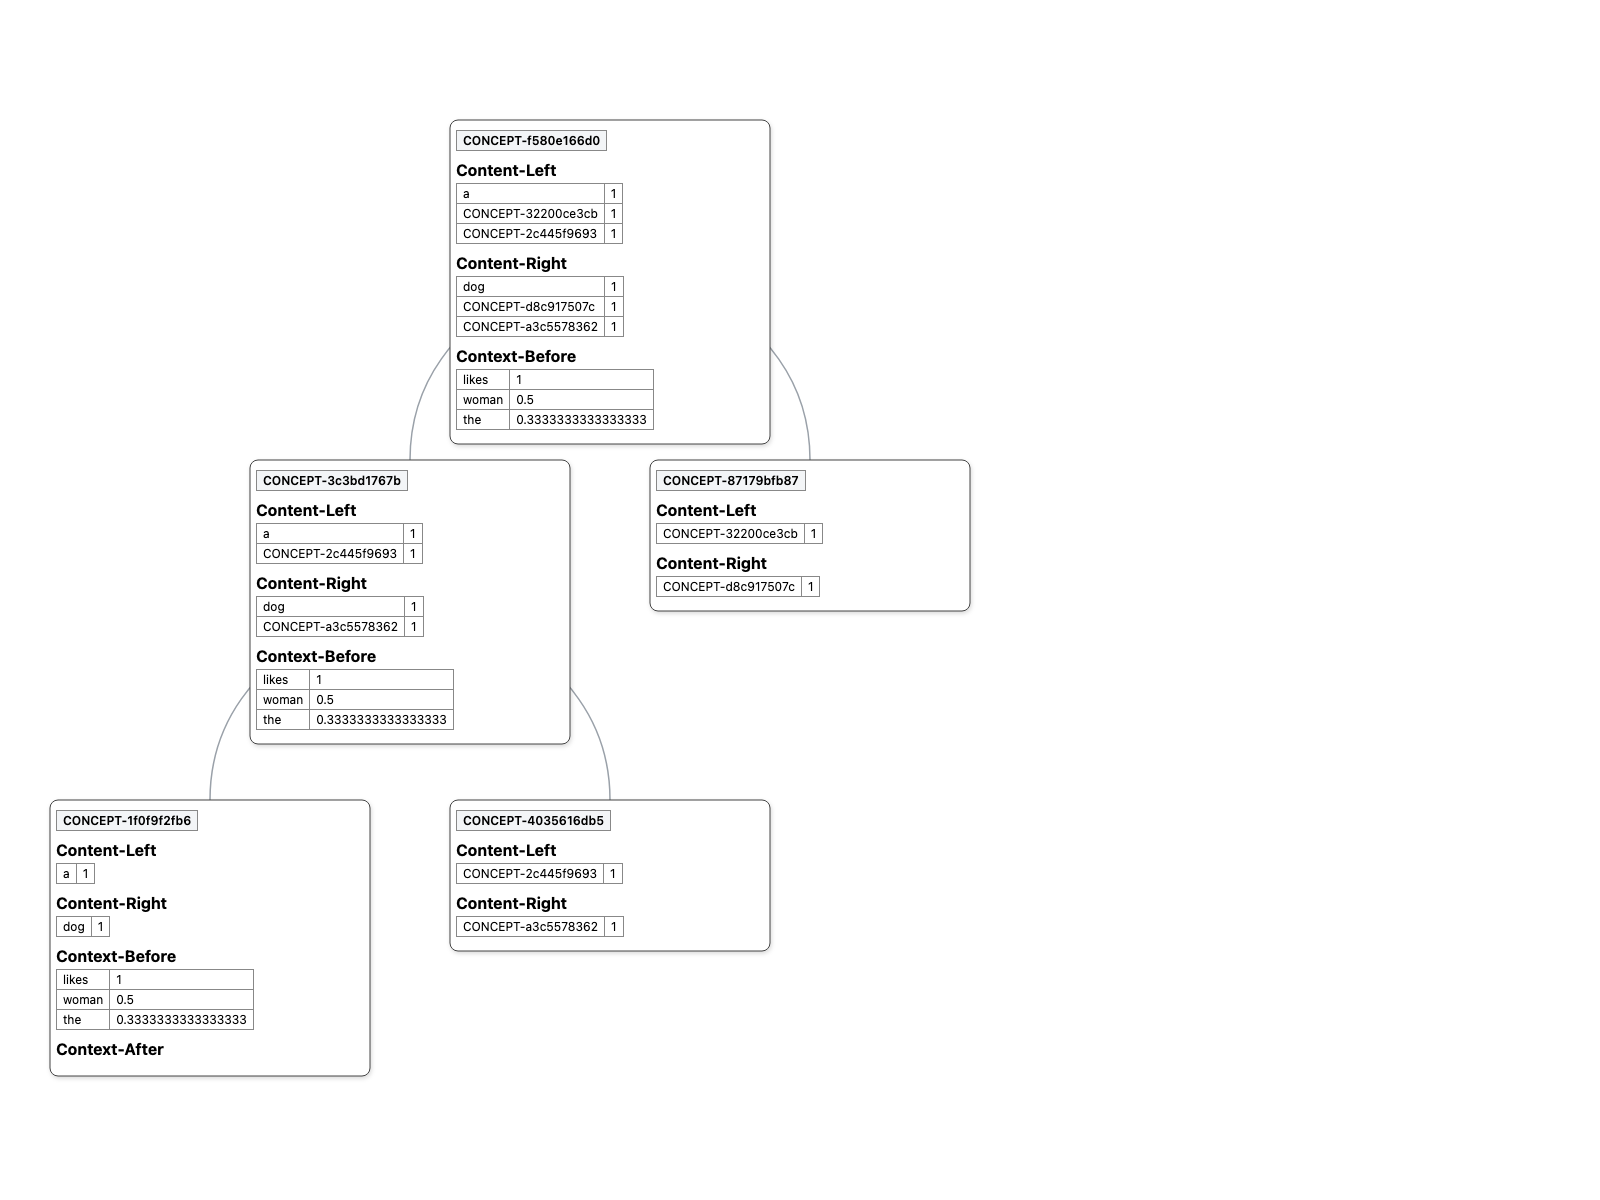 CONCEPT-f580e166d0
Content-Left
a 1
CONCEPT-32200ce3cb 1
CONCEPT-2c445f9693 1
Content-Right
dog 1
CONCEPT-d8c917507c 1
CONCEPT-a3c5578362 1
Context-Before
likes 1
woman 0.5
the 0.3333333333333333
CONCEPT-3c3bd1767b
Content-Left
a 1
CONCEPT-2c445f9693 1
Content-Right
dog 1
CONCEPT-a3c5578362 1
Context-Before
likes 1
woman 0.5
the 0.3333333333333333
CONCEPT-87179bfb87
Content-Left
CONCEPT-32200ce3cb 1
Content-Right
CONCEPT-d8c917507c 1
CONCEPT-1f0f9f2fb6
Content-Left
a 1
Content-Right
dog 1
Context-Before
likes 1
woman 0.5
the 0.3333333333333333
Context-After
CONCEPT-4035616db5
Content-Left
CONCEPT-2c445f9693 1
Content-Right
CONCEPT-a3c5578362 1